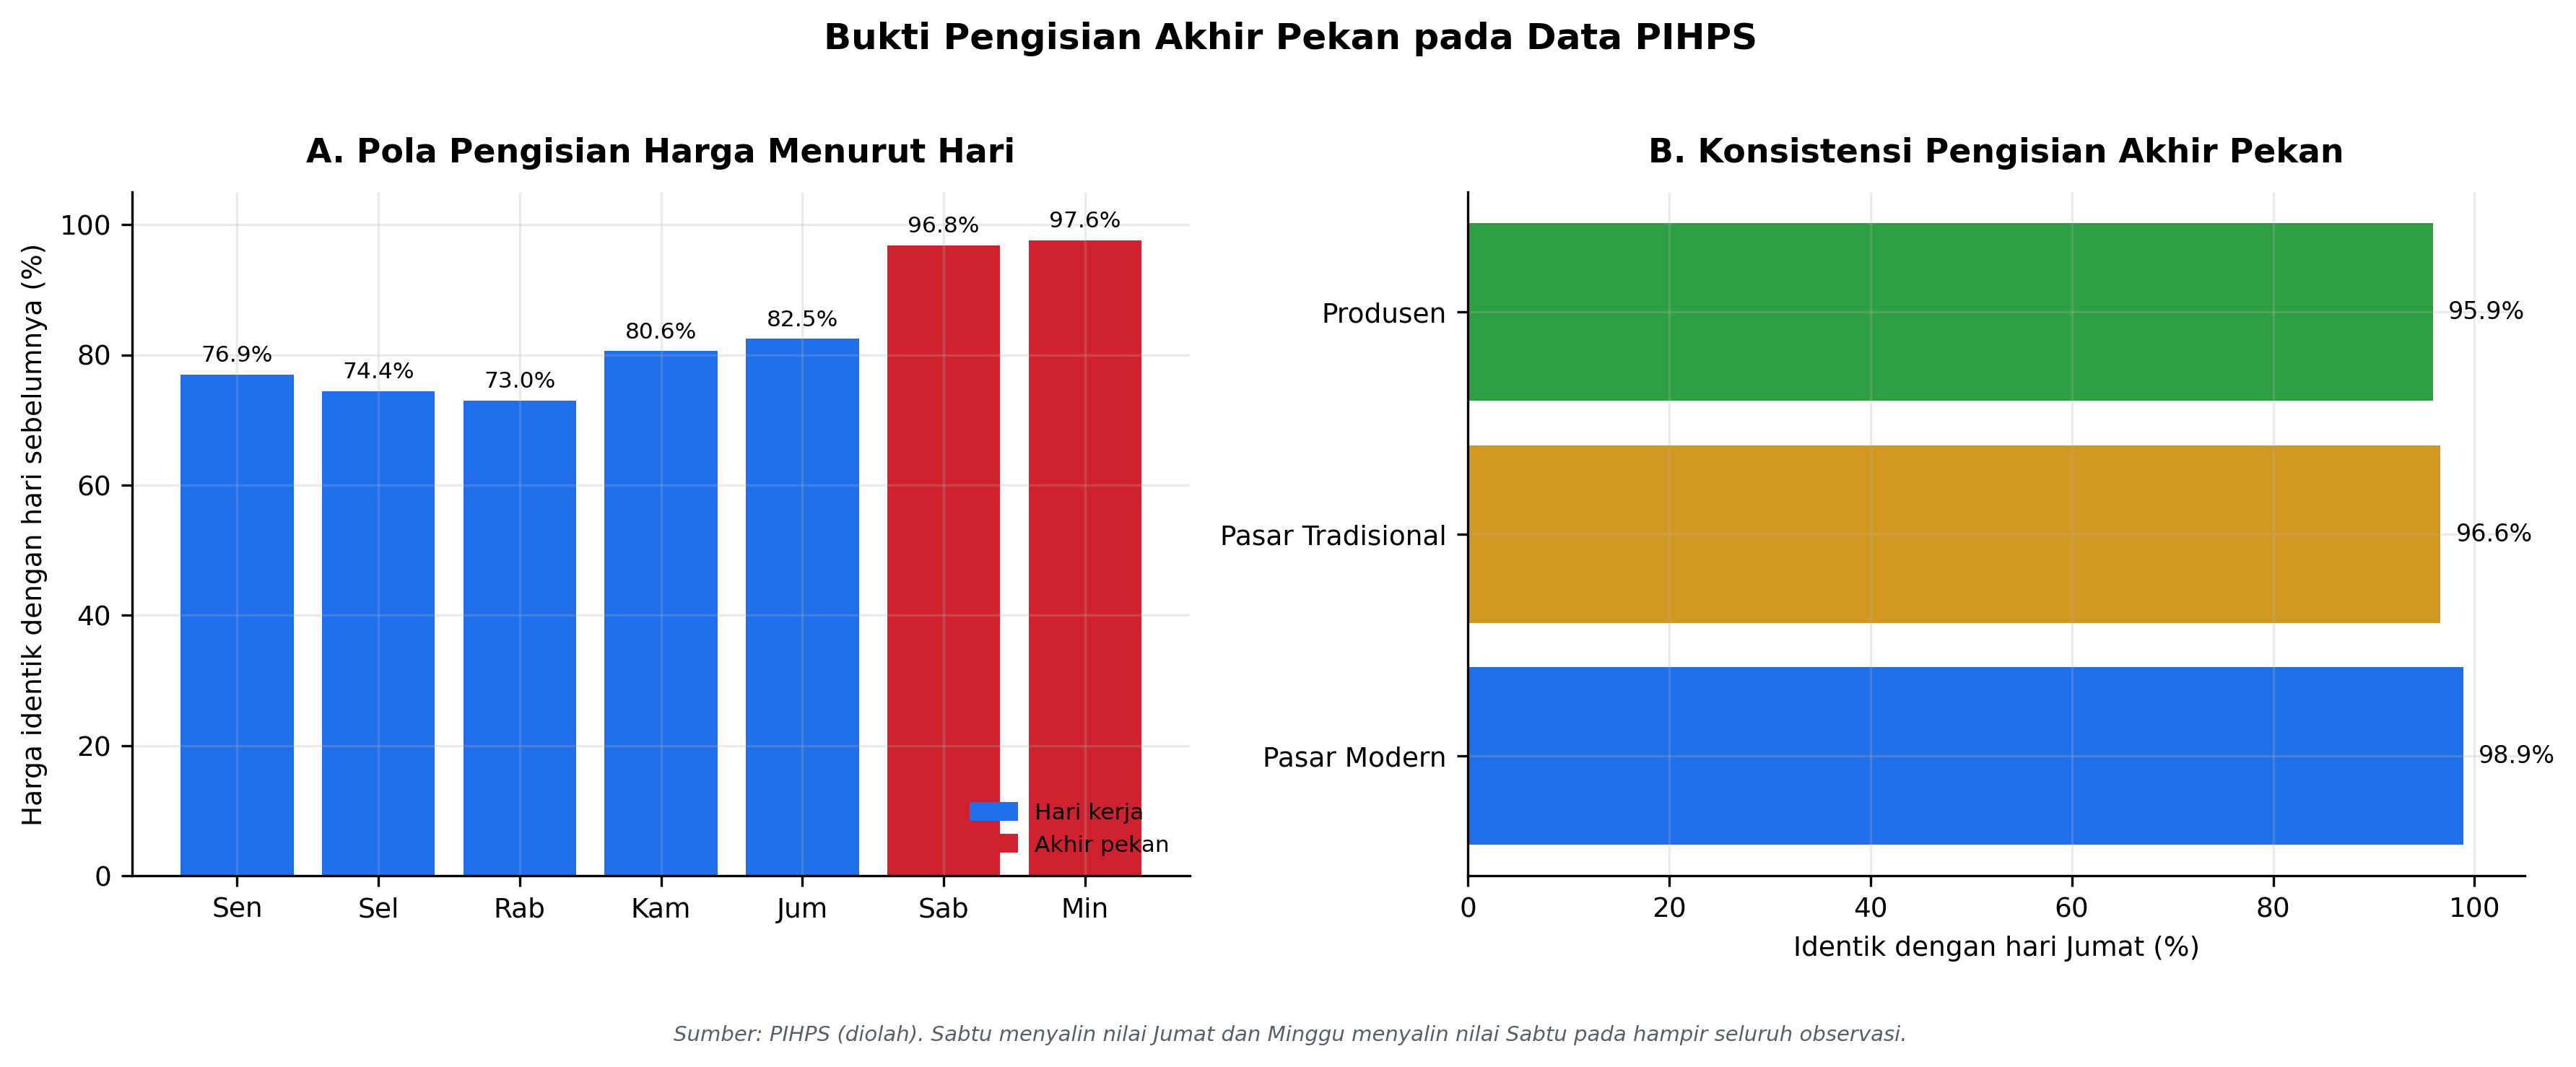 Bukti Pengisian Akhir Pekan pada Data PIHPS
A. Pola Pengisian Harga Menurut Hari
Harga identik dengan hari sebelumnya (%)
100
80
60
40
20
0
76.9%
74.4%
73.0%
80.6%
82.5%
96.8%
97.6%
Hari kerja
Akhir pekan
Sen
Sel
Rab
Kam
Jum
Sab
Min
B. Konsistensi Pengisian Akhir Pekan
Produsen
95.9%
Pasar Tradisional
96.6%
Pasar Modern
98.9%
0
20
40
60
80
100
Identik dengan hari Jumat (%)
Sumber: PIHPS (diolah). Sabtu menyalin nilai Jumat dan Minggu menyalin nilai Sabtu pada hampir seluruh observasi.